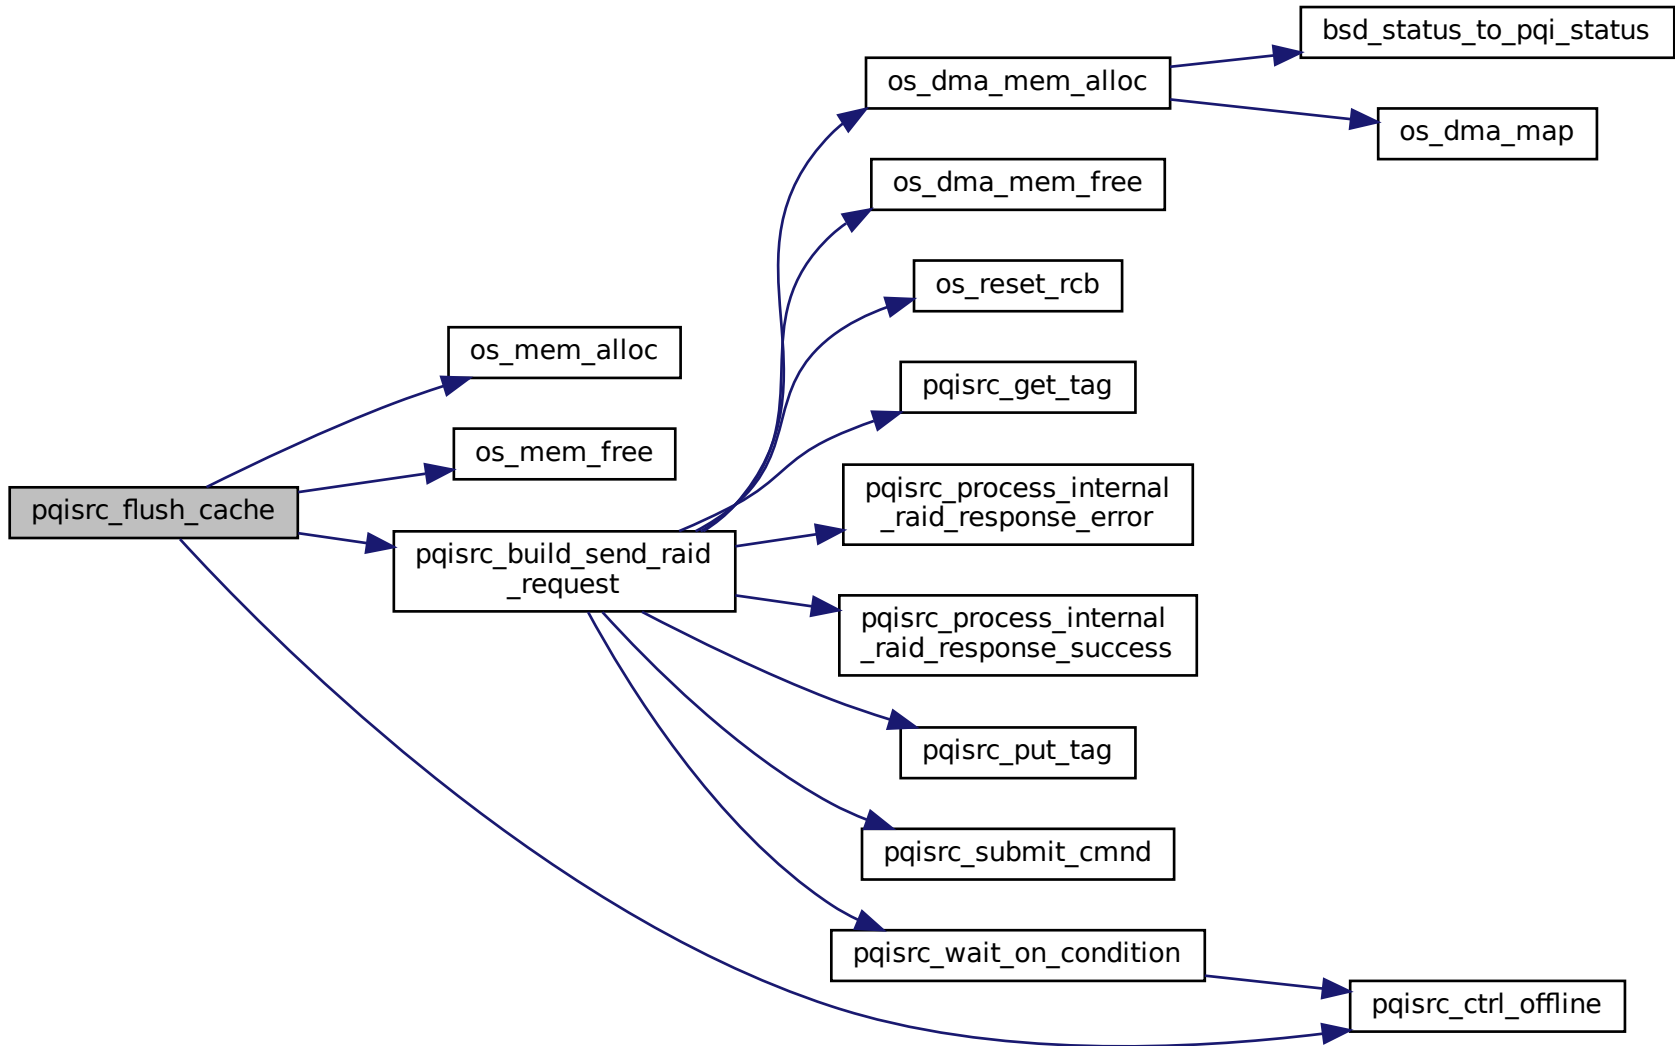 bsd_status_to_pqi_status
os_dma_mem_alloc
os_dma_map
os_dma_mem_free
os_reset_rcb
os_mem_alloc
pqisrc_get_tag
os_mem_free
pqisrc_process_internal
_raid_response_error
pqisrc_flush_cache
pqisrc_build_send_raid
_request
pqisrc_process_internal
_raid_response_success
pqisrc_put_tag
pqisrc_submit_cmnd
pqisrc_wait_on_condition
pqisrc_ctrl_offline